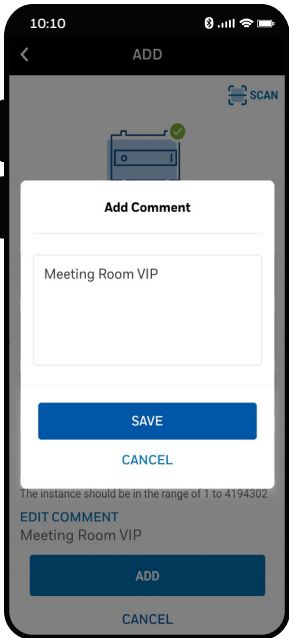 10:10
ADD
SCAN
Add Comment
Meeting Room VIP
SAVE
CANCEL
The instance should be in the range of 1 to 4194302
EDIT COMMENT
Meeting Room VIP
ADD
CANCEL